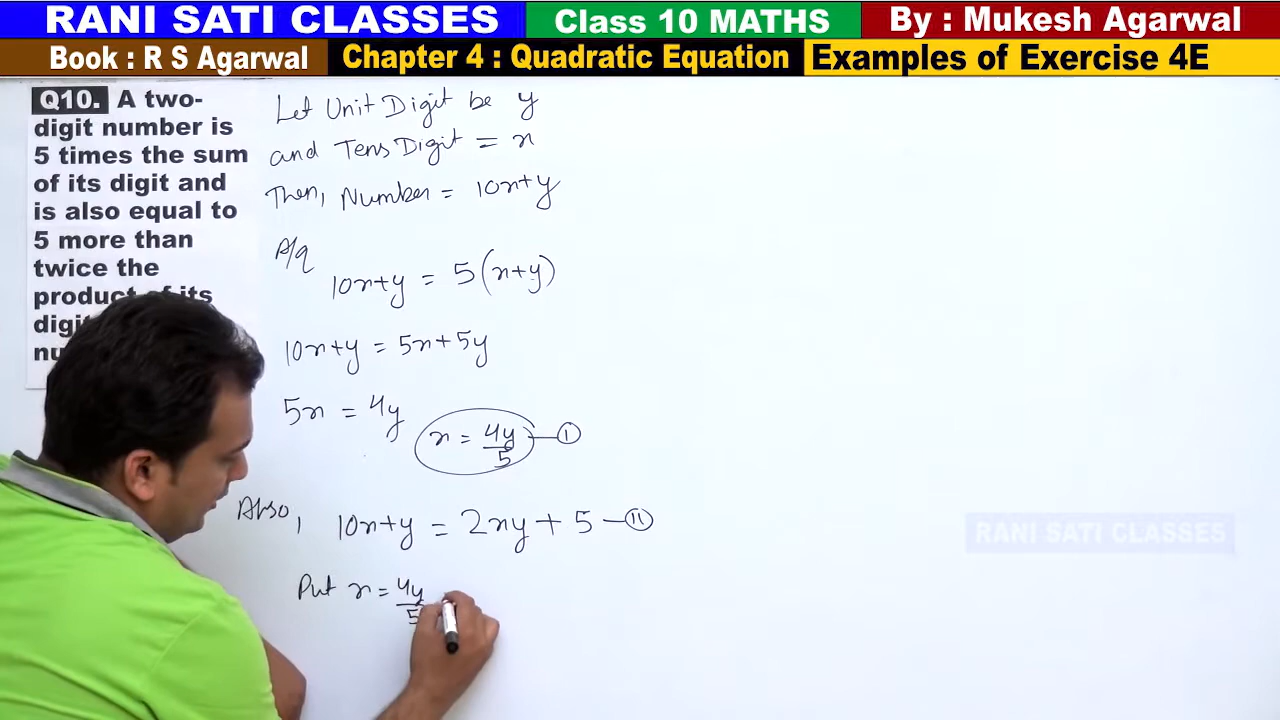 RANI SATI CLASSES
Class 10 MATHS
By : Mukesh Agarwal
Book : R S Agarwal
Chapter 4 : Quadratic Equation
Examples of Exercise 4E
Q10. A two-
digit number is
5 times the sum
of its digit and
is also equal to
5 more than
twice the
product of its
Let Unit Digit be y
and Tens Digit = x
Then, Number = 10x+y
A/q
10x+y = 5(x+y)
10x+y = 5x+5y
5x = 4y
x = 4y/5 — I
Also, 10x+y = 2xy + 5 — II
Put x = 4y/5
RANI SATI CLASSES